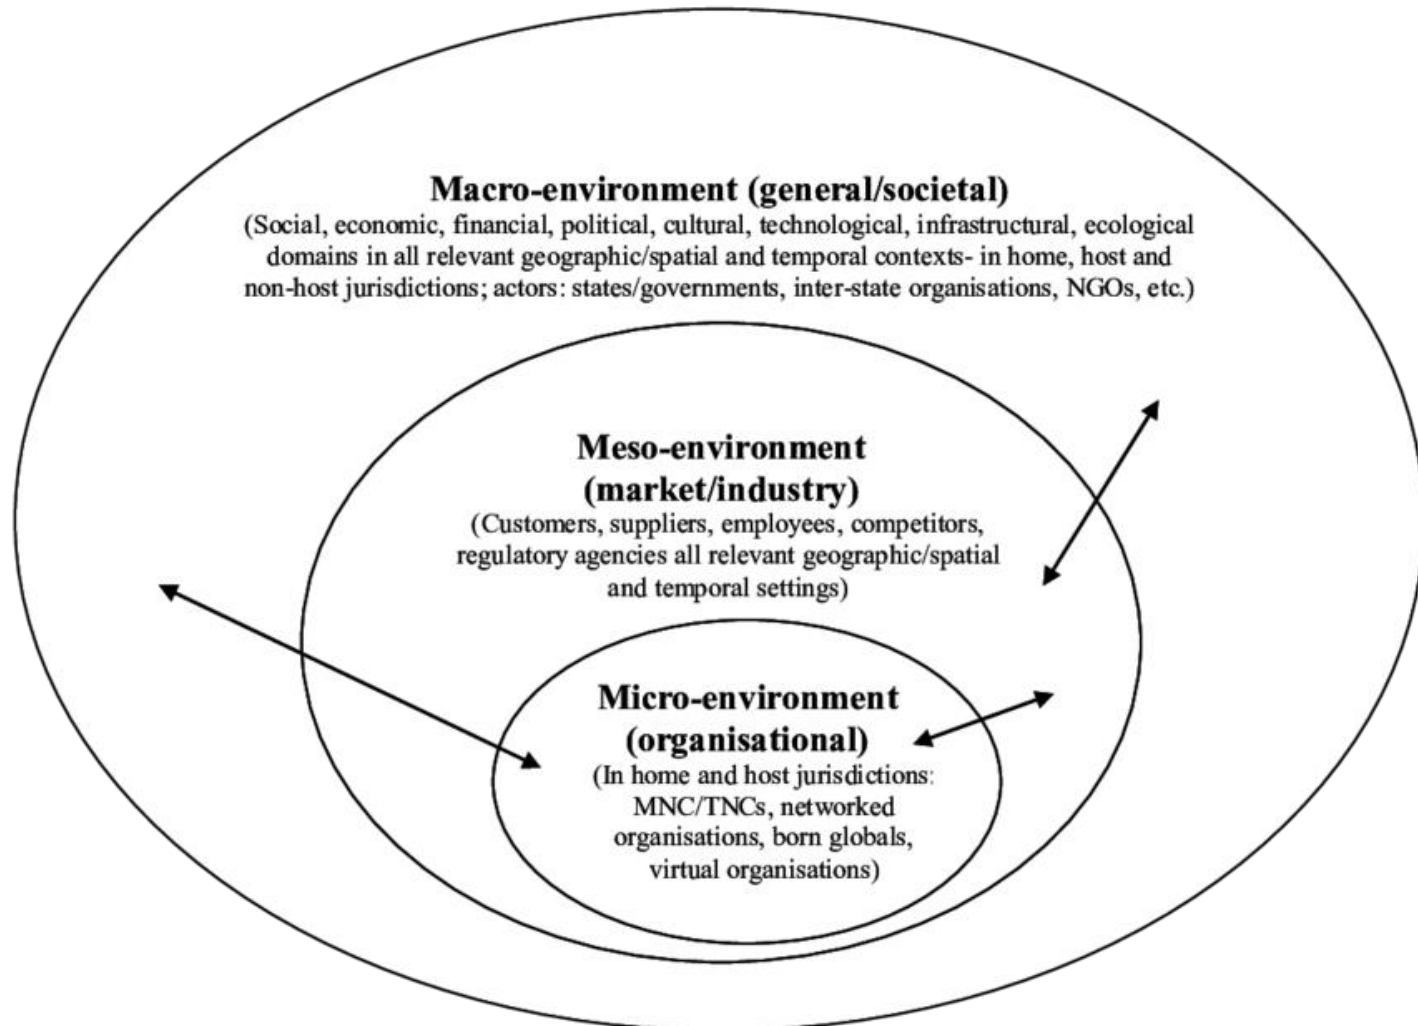 Macro-environment (general/societal)
(Social, economic, financial, political, cultural, technological, infrastructural, ecological
domains in all relevant geographic/spatial and temporal contexts- in home, host and
non-host jurisdictions; actors: states/governments, inter-state organisations, NGOs, etc.)
Meso-environment
(market/industry)
(Customers, suppliers, employees, competitors,
regulatory agencies all relevant geographic/spatial
and temporal settings)
Micro-environment
(organisational)
(In home and host jurisdictions:
MNC/TNCs, networked
organisations, born globals,
virtual organisations)